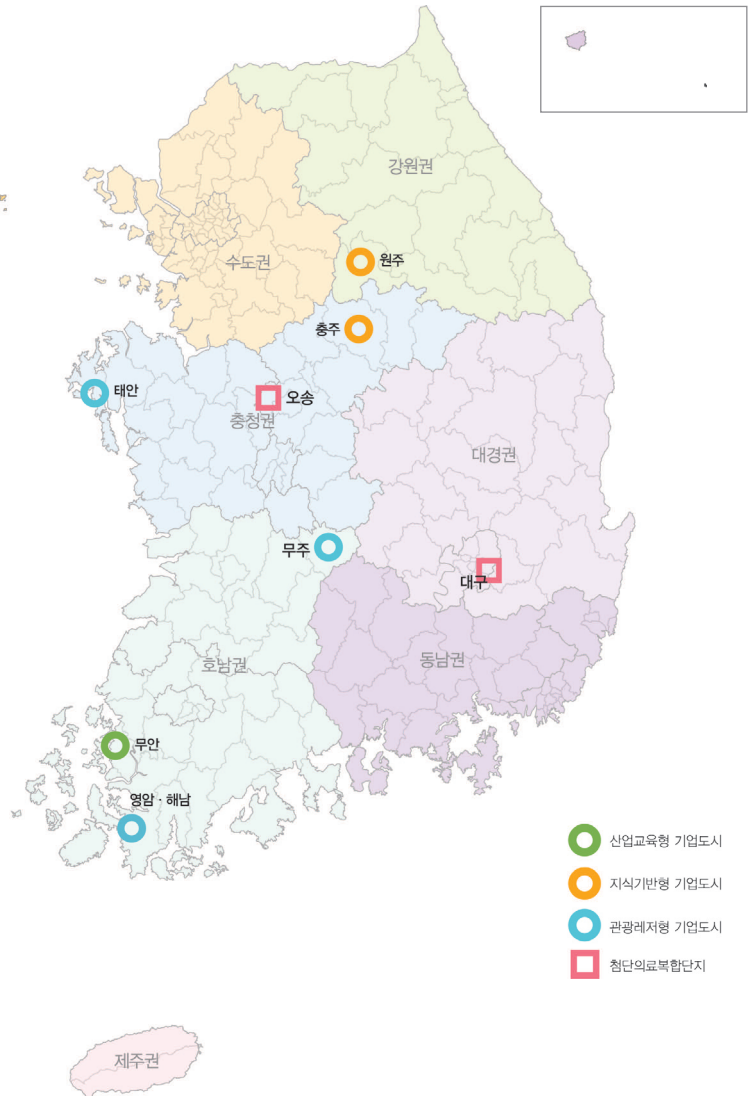 강원권
수도권
원주
충주
태안
오송
충청권
대경권
무주
대구
호남권
동남권
무안
영암 · 해남
산업교육형 기업도시
지식기반형 기업도시
관광레저형 기업도시
첨단의료복합단지
제주권